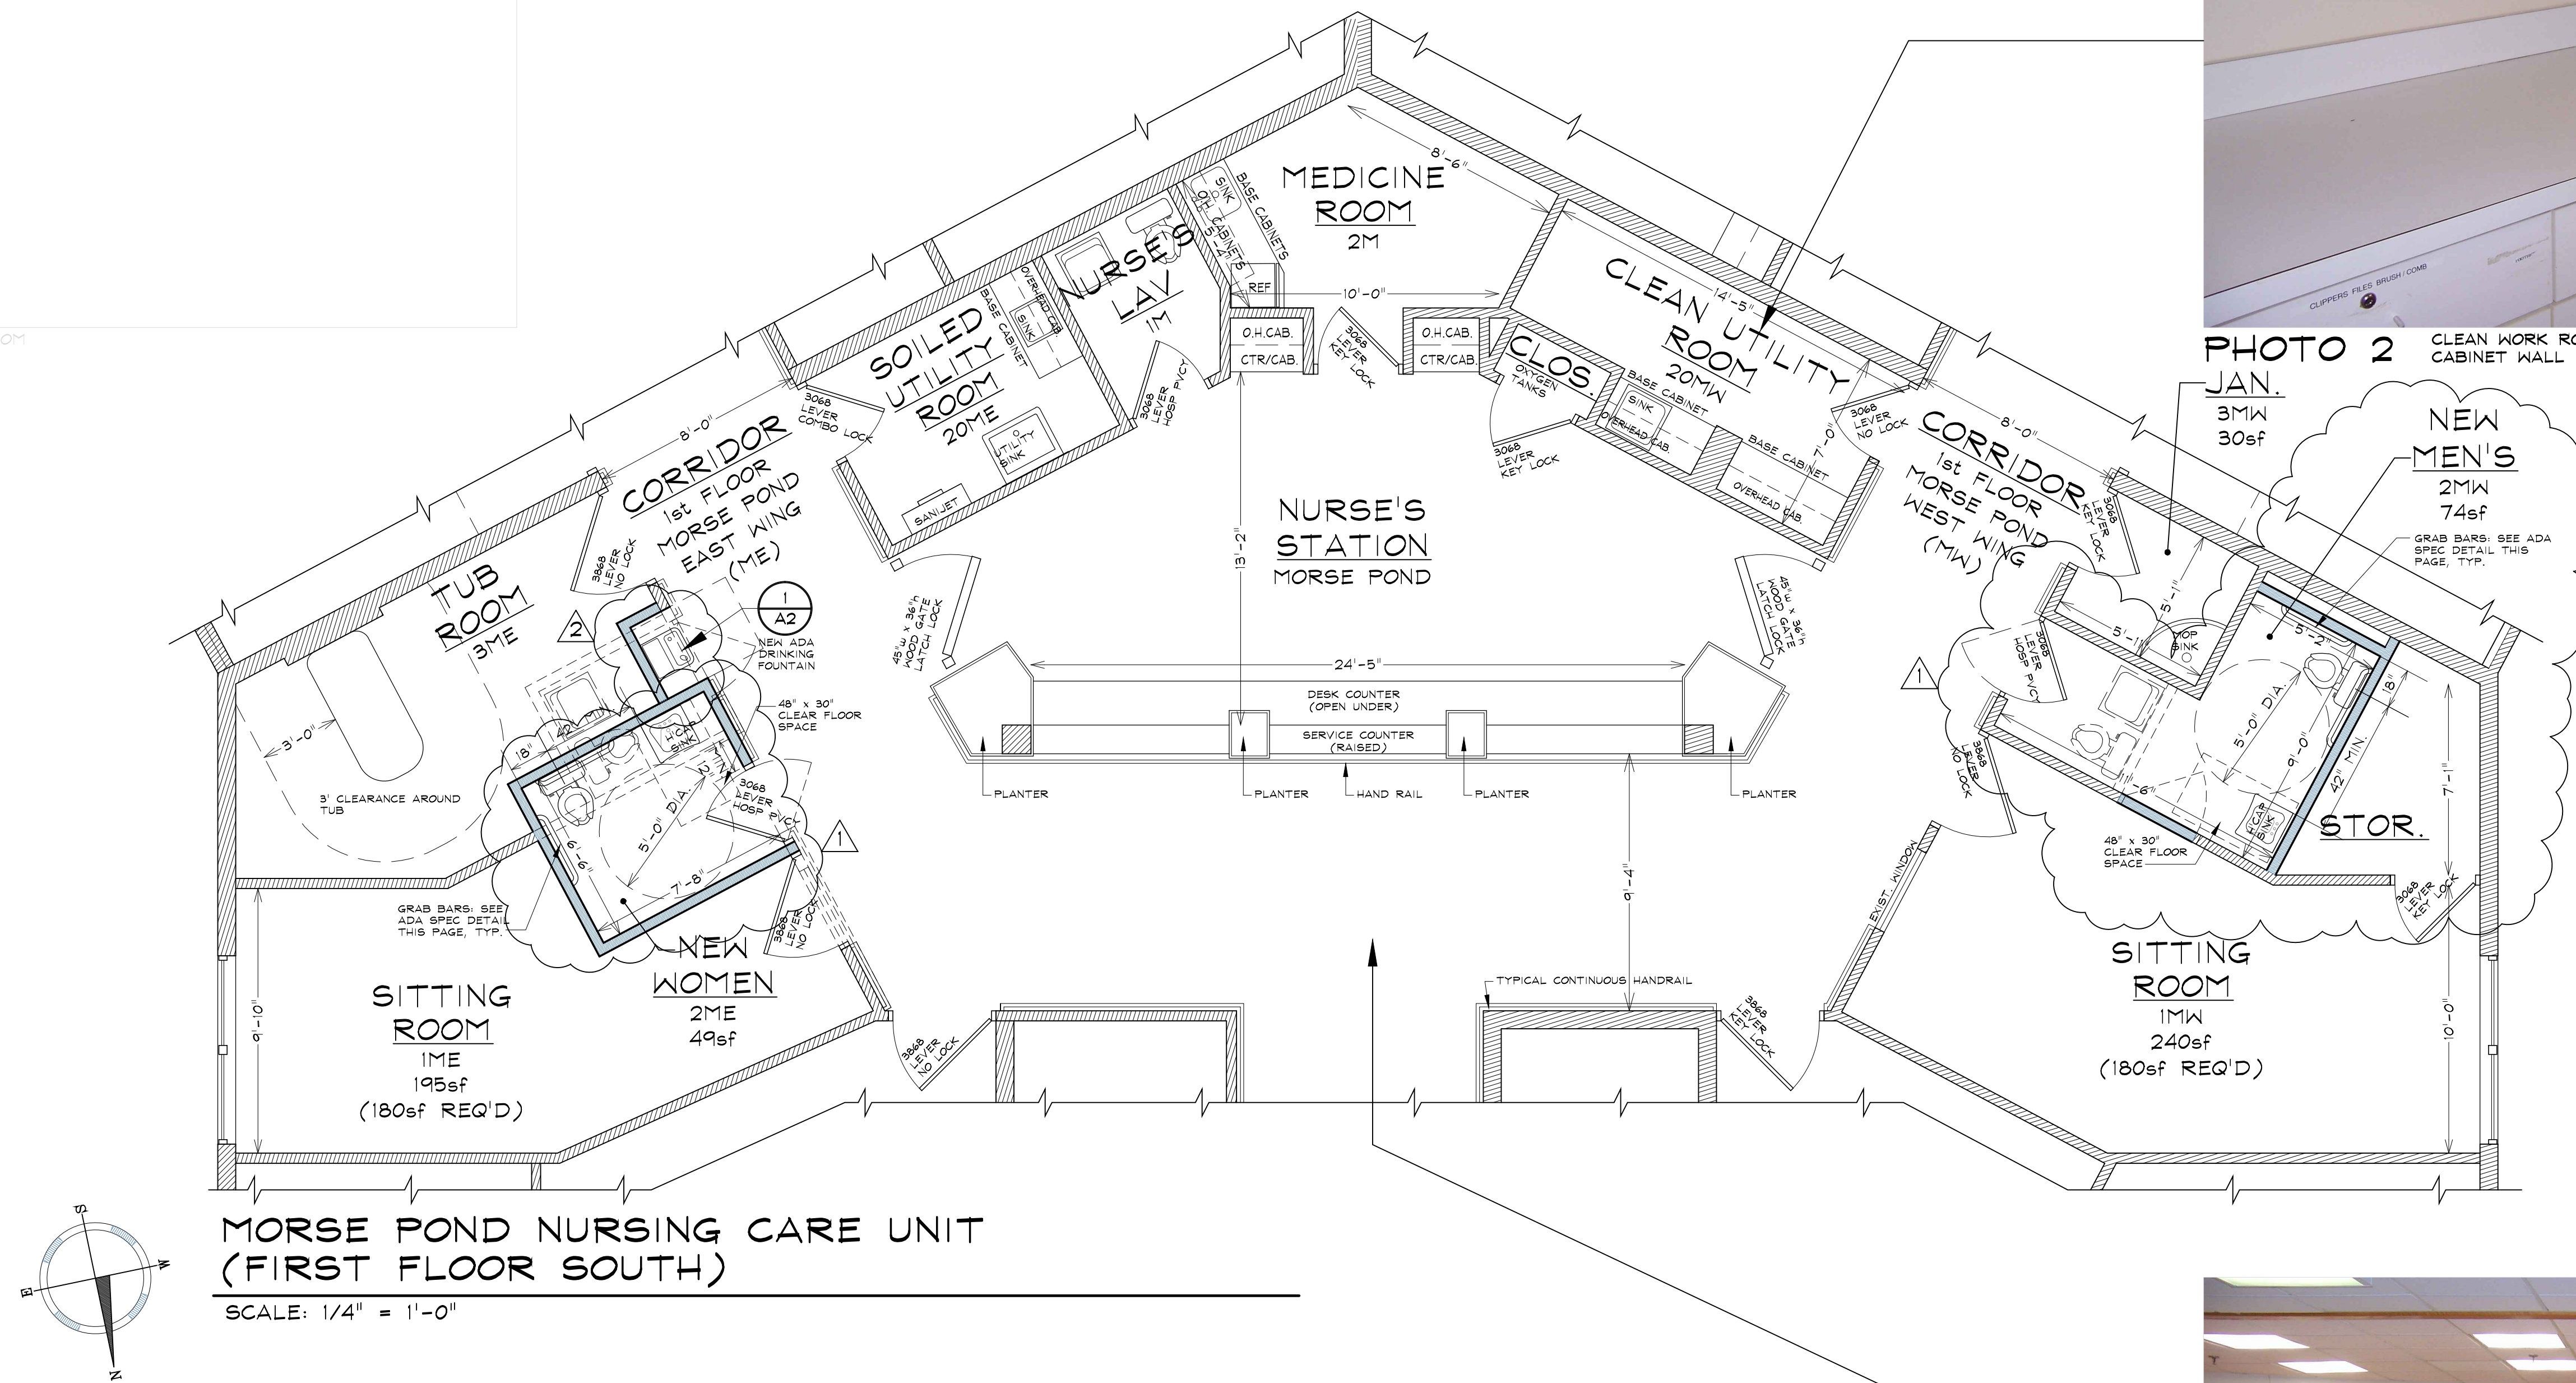 MEDICINE
ROOM
2M
8'-6"
10'-0"
SINK
O.H. CABINETS
5'-4"
BASE CABINETS
REF
O.H.CAB.
CTR/CAB.
3068
LEVER
KEY LOCK
O.H.CAB.
CTR/CAB.
NURSE'S
LAV
1M
3068
LEVER
HOSP PVCY
SOILED
UTILITY
ROOM
20ME
OVERHEAD CAB.
SINK
BASE CABINET
UTILITY
SINK
SANIJET
3068
LEVER
COMBO LOCK
8'-0"
CORRIDOR
1st FLOOR
MORSE POND
EAST WING
(ME)
CLEAN UTILITY
ROOM
20MW
14'-5"
7'-0"
CLOS.
OXYGEN
TANKS
3068
LEVER
KEY LOCK
BASE CABINET
SINK
OVERHEAD CAB.
BASE CABINET
OVERHEAD CAB.
3068
LEVER
NO LOCK
8'-0"
CORRIDOR
1st FLOOR
MORSE POND
WEST WING
(MW)
3068
LEVER
KEY LOCK
CLIPPERS FILES BRUSH / COMB
PHOTO 2
CLEAN WORK RO
CABINET WALL
JAN.
3MW
30sf
NEW
MEN'S
2MW
74sf
GRAB BARS: SEE ADA
SPEC DETAIL THIS
PAGE, TYP.
5'-1"
5'-1"
MOP
SINK
5'-2"
18"
5'-0" DIA.
9'-0"
42" MIN.
7'-1"
H'CAP
SINK
STOR.
48" x 30"
CLEAR FLOOR
SPACE
3068
LEVER
HOSP PVCY
1
3868
LEVER
NO LOCK
3068
LEVER
KEY LOCK
NURSE'S
STATION
MORSE POND
13'-2"
24'-5"
DESK COUNTER
(OPEN UNDER)
SERVICE COUNTER
(RAISED)
45"w x 36"h
WOOD GATE
LATCH LOCK
45"w x 36"h
WOOD GATE
LATCH LOCK
PLANTER
PLANTER
HAND RAIL
PLANTER
PLANTER
9'-4"
TYPICAL CONTINUOUS HANDRAIL
EXIST. WINDOW
3868
LEVER
NO LOCK
3868
LEVER
KEY LOCK
TUB
ROOM
3ME
3868
LEVER
NO LOCK
2
1
A2
NEW ADA
DRINKING
FOUNTAIN
48" x 30"
CLEAR FLOOR
SPACE
3'-0"
3' CLEARANCE AROUND
TUB
18"
H'CAP
SINK
5'-0" DIA.
6'-6"
7'-8"
3068
LEVER
HOSP PVCY
1
3868
LEVER
NO LOCK
GRAB BARS: SEE
ADA SPEC DETAIL
THIS PAGE, TYP.
NEW
WOMEN
2ME
49sf
9'-10"
SITTING
ROOM
1ME
195sf
(180sf REQ'D)
SITTING
ROOM
1MW
240sf
(180sf REQ'D)
10'-0"
MORSE POND NURSING CARE UNIT
(FIRST FLOOR SOUTH)
SCALE: 1/4" = 1'-0"
S
W
E
N